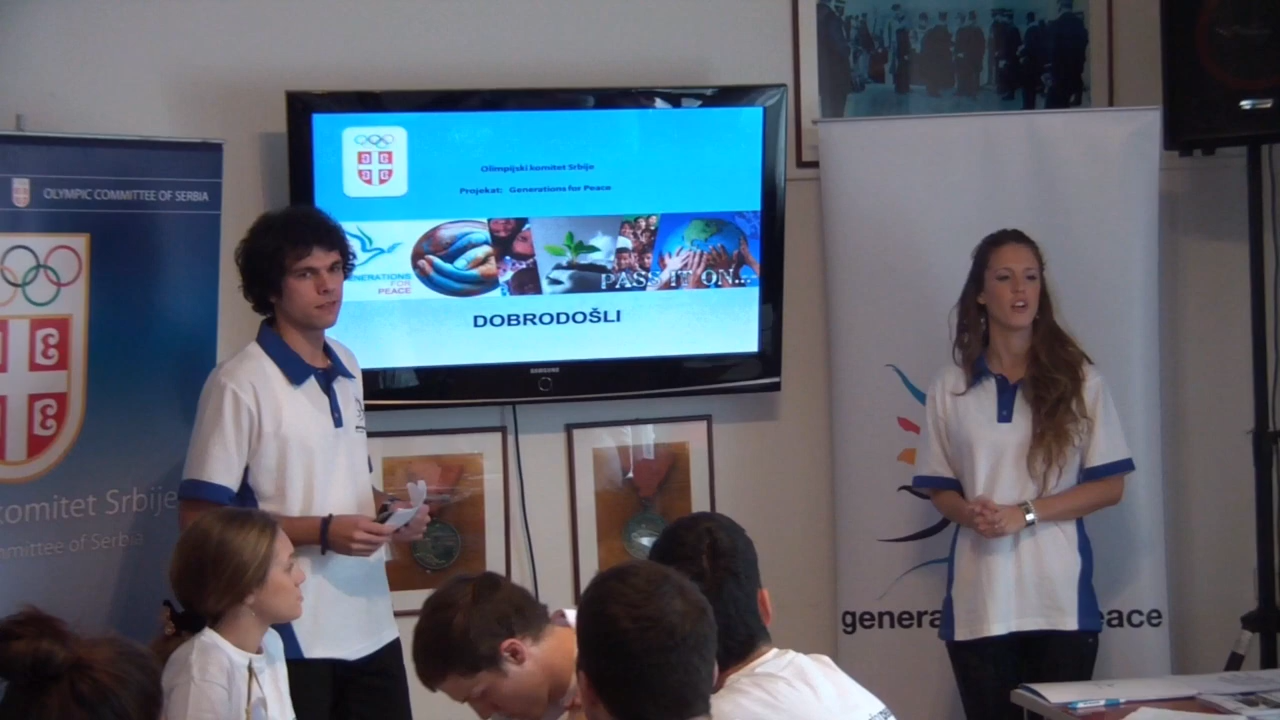 OLYMPIC COMMITTEE OF SERBIA
komitet Srbije
Committee of Serbia
Olimpijski komitet Srbije
Projekat: Generations for Peace
GENERATIONS
FOR
PEACE
PASS IT ON...
DOBRODOŠLI
SAMSUNG
genera
eace